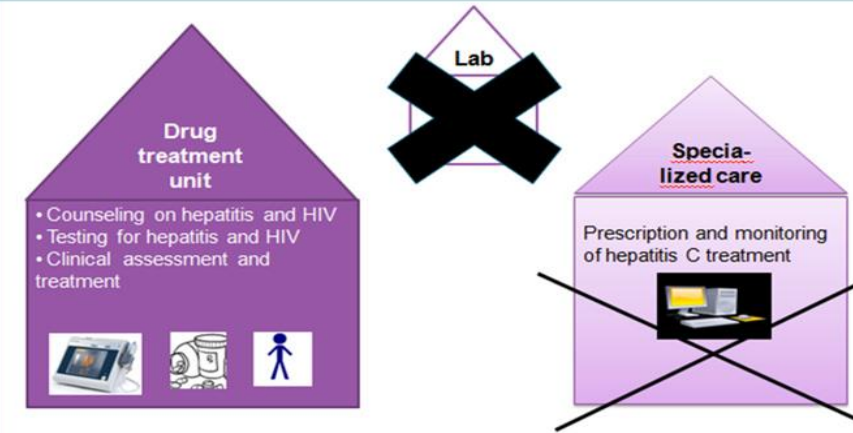 Drug
treatment
unit
• Counseling on hepatitis and HIV
• Testing for hepatitis and HIV
• Clinical assessment and
treatment
Lab
Specia-
lized care
Prescription and monitoring
of hepatitis C treatment